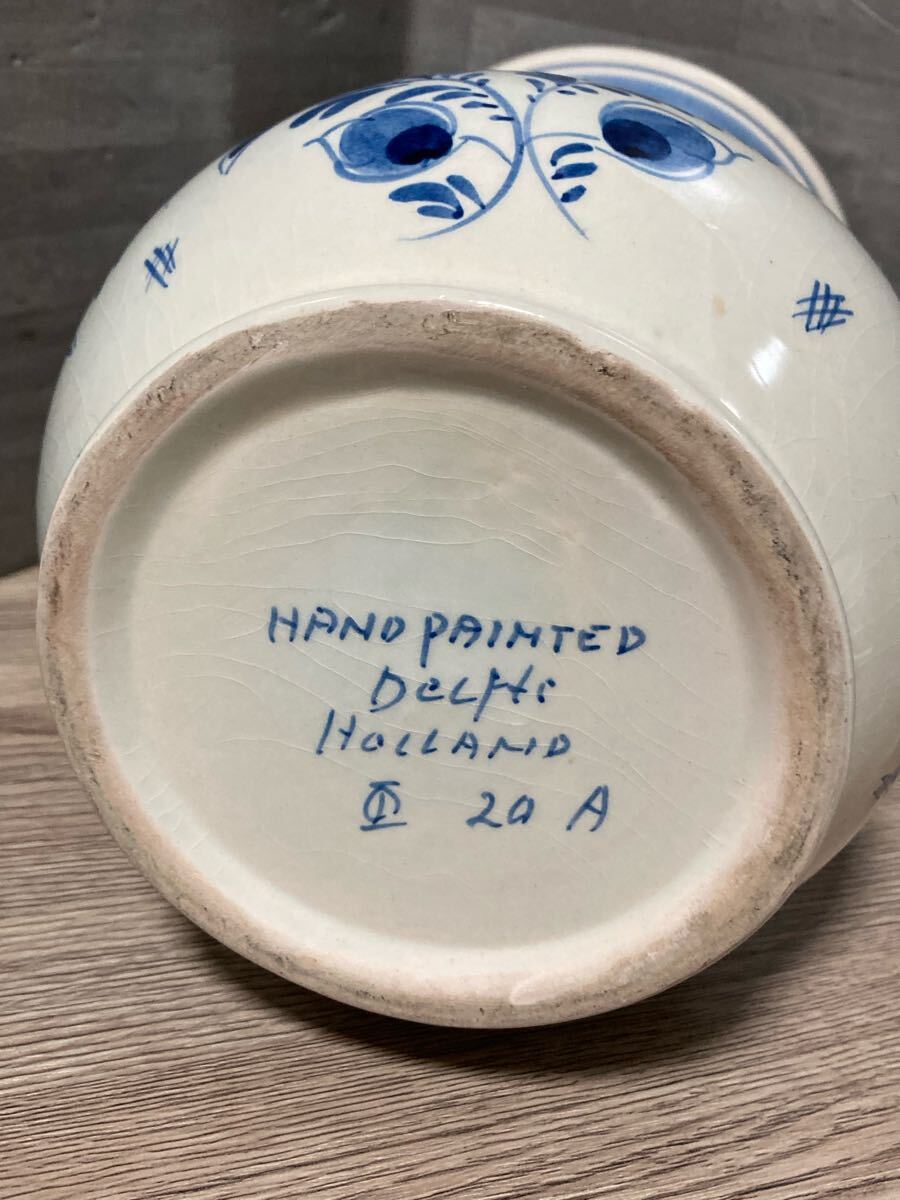 HANDPAINTED
DELFT
HOLLAND
20 A